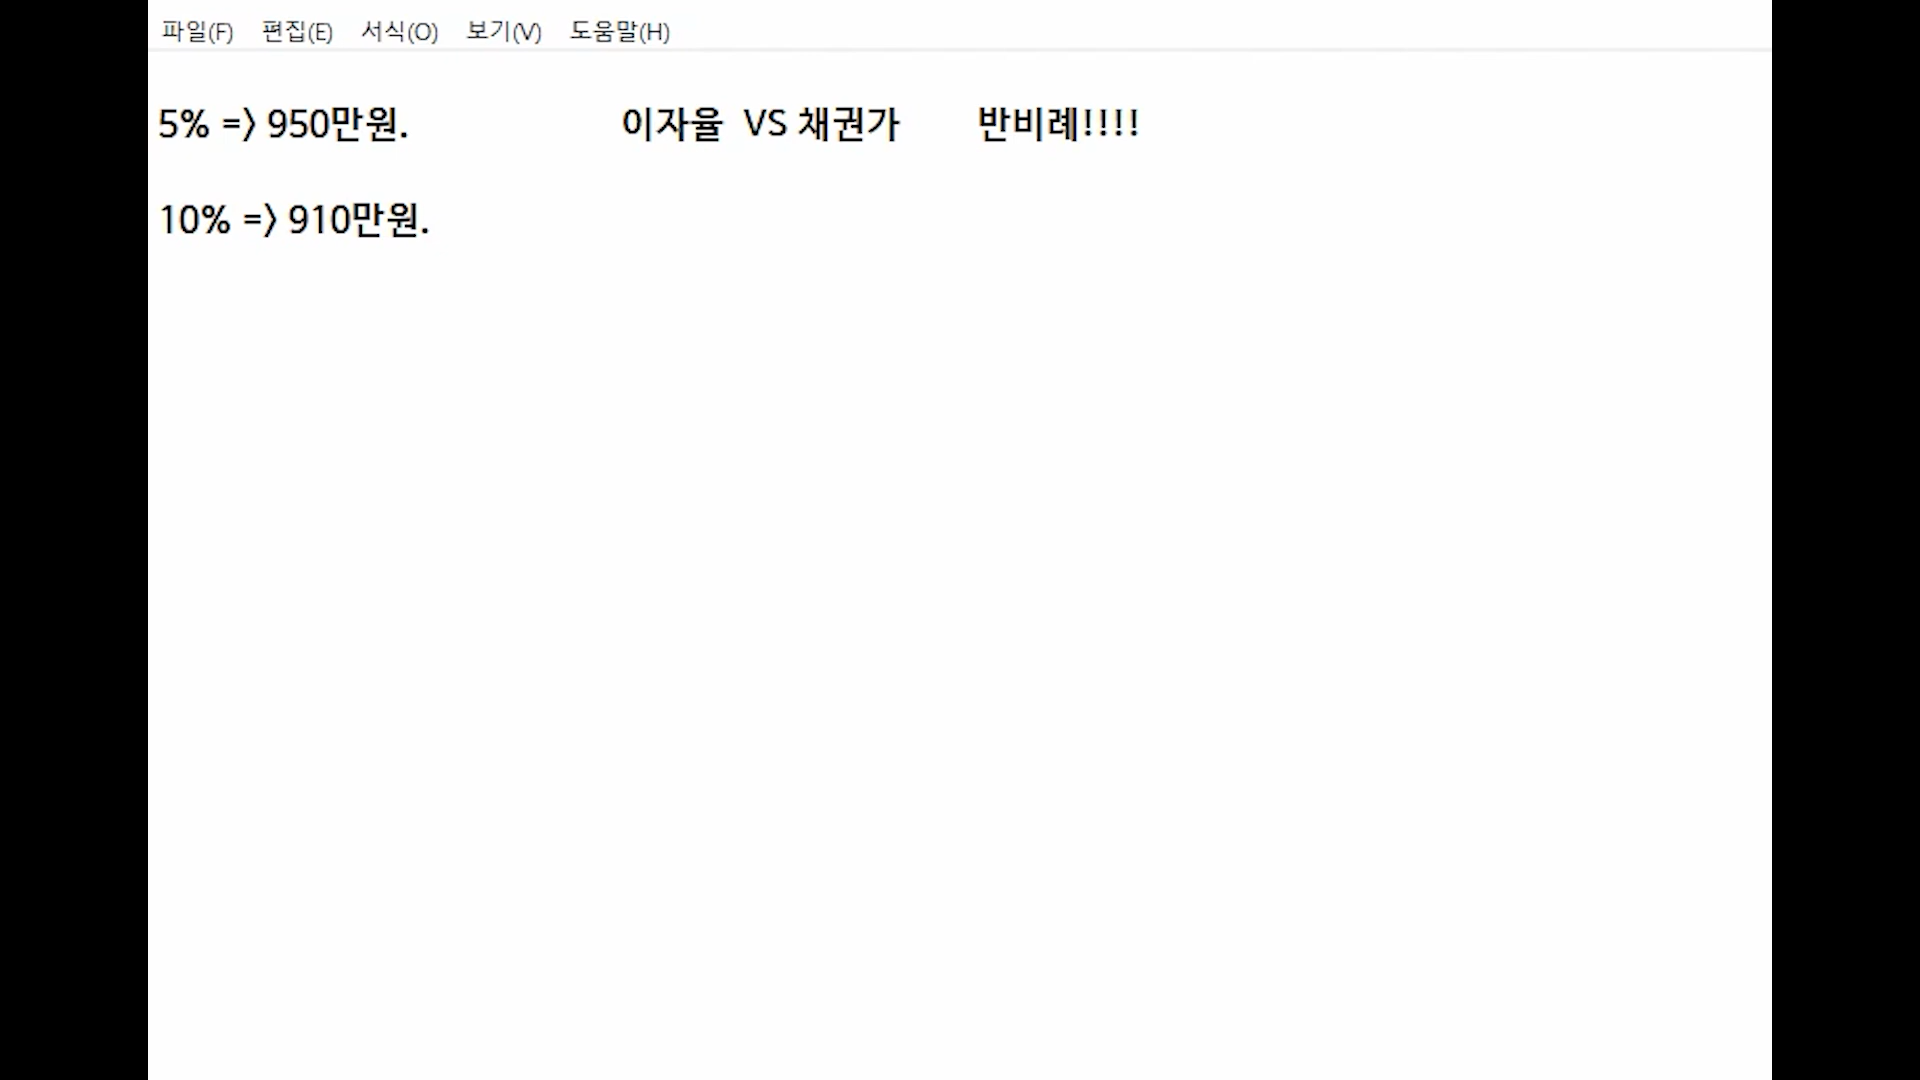 파일(F) 편집(E) 서식(O) 보기(V) 도움말(H)
5% => 950만원. 이자율 VS 채권가 반비례!!!!
10% => 910만원.